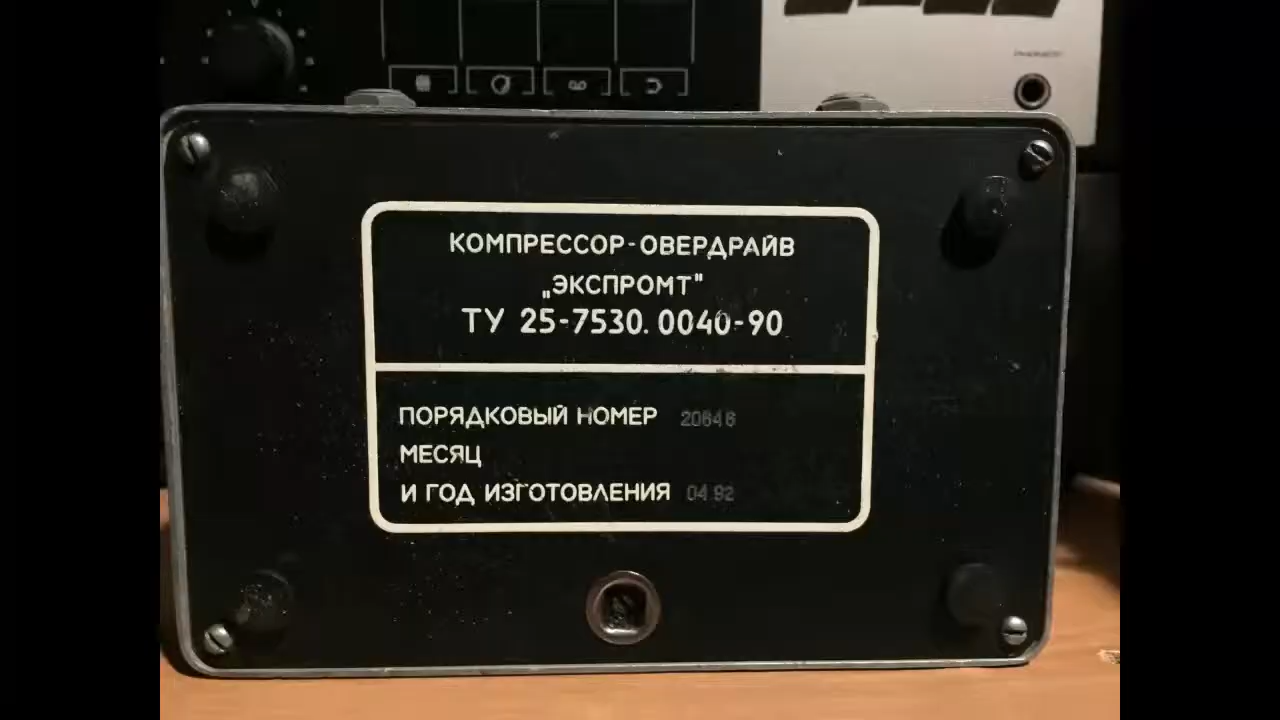 КОМПРЕССОР-ОВЕРДРАЙВ
„ЭКСПРОМТ"
ТУ 25-7530.0040-90
ПОРЯДКОВЫЙ НОМЕР 20646
МЕСЯЦ
И ГОД ИЗГОТОВЛЕНИЯ 04 92